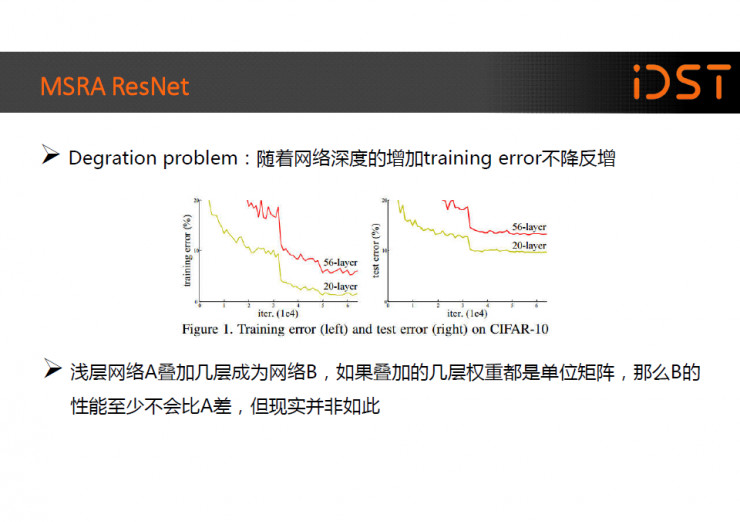 MSRA ResNet
iDST
Degration problem：随着网络深度的增加training error不降反增
20
10
0
training error (%)
56-layer
20-layer
0 1 2 3 4 5 6
iter. (1e4)
20
10
0
test error (%)
56-layer
20-layer
0 1 2 3 4 5 6
iter. (1e4)
Figure 1. Training error (left) and test error (right) on CIFAR-10
浅层网络A叠加几层成为网络B，如果叠加的几层权重都是单位矩阵，那么B的
性能至少不会比A差，但现实并非如此